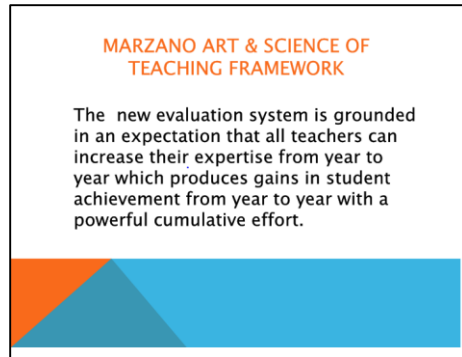 MARZANO ART & SCIENCE OF
TEACHING FRAMEWORK
The  new evaluation system is grounded
in an expectation that all teachers can
increase their expertise from year to
year which produces gains in student
achievement from year to year with a
powerful cumulative effort.